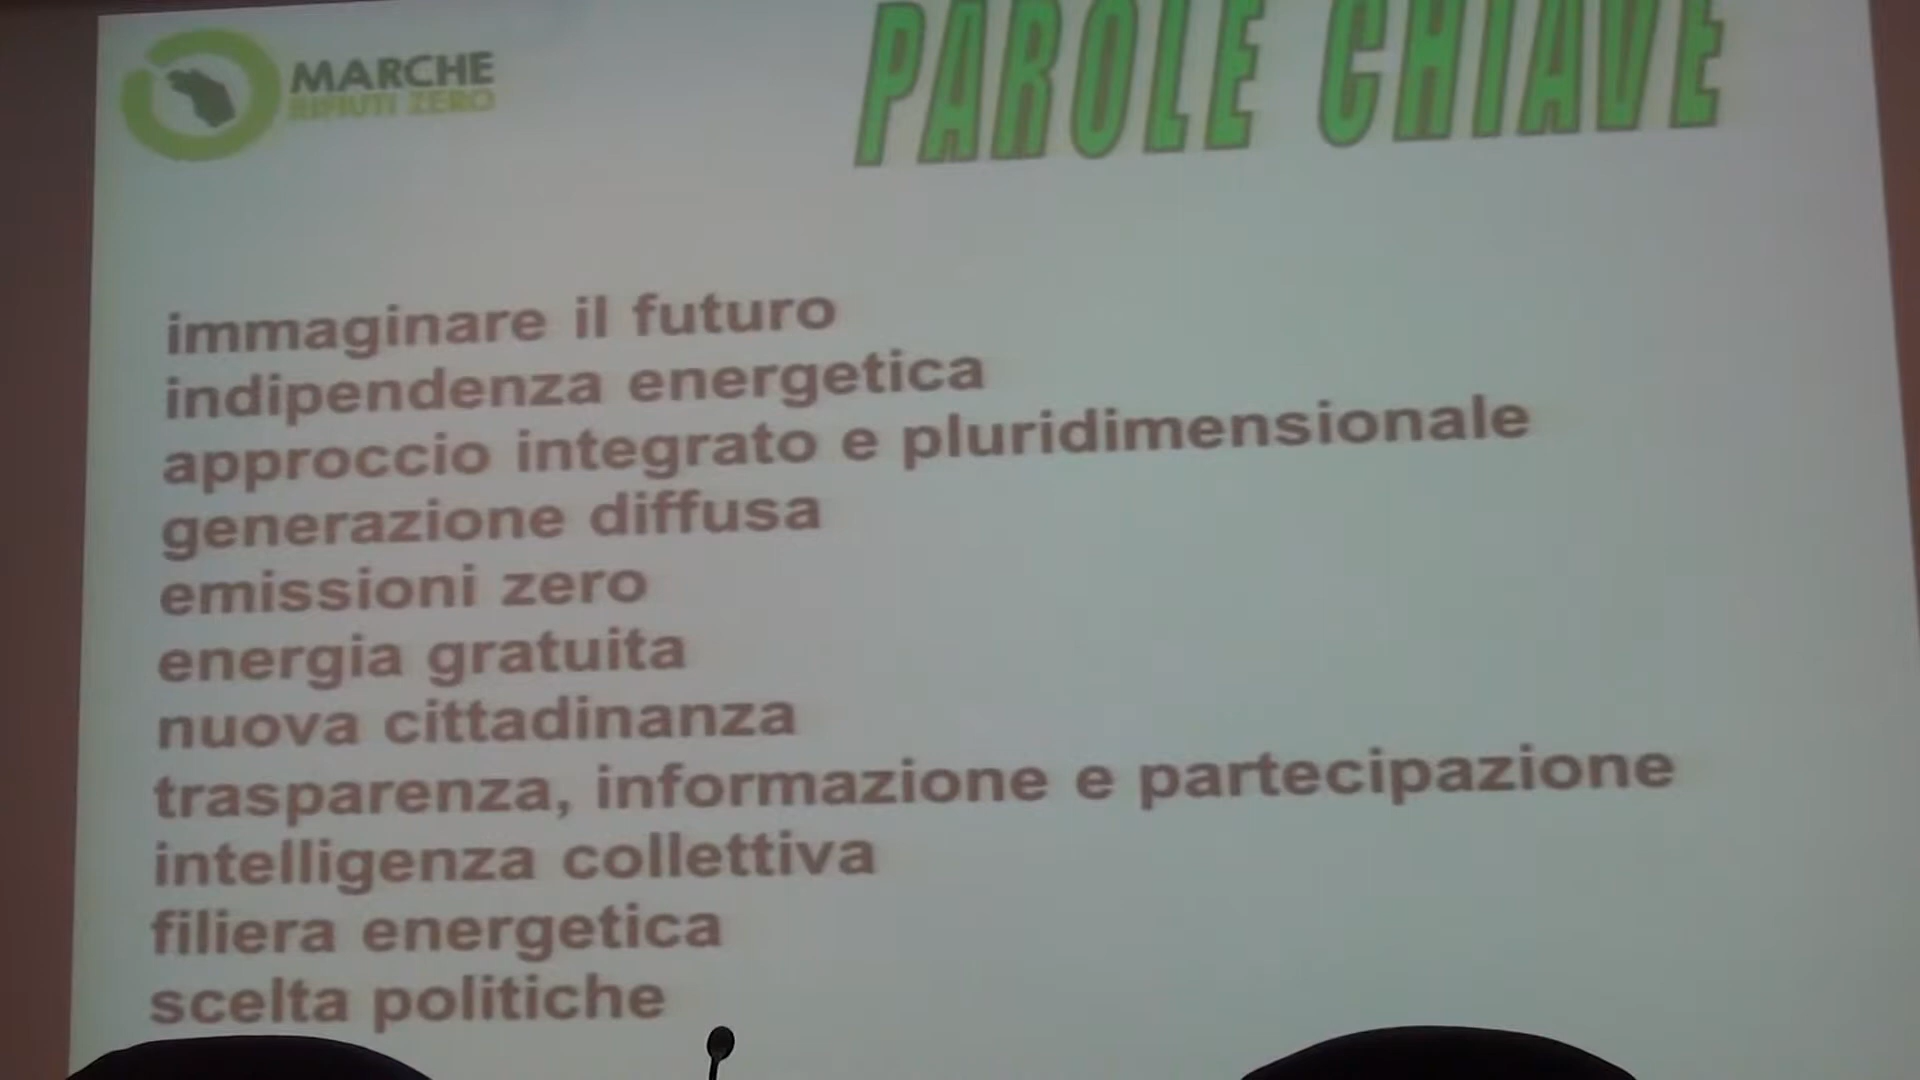 MARCHE
RIFIUTI ZERO
PAROLE CHIAVE
immaginare il futuro
indipendenza energetica
approccio integrato e pluridimensionale
generazione diffusa
emissioni zero
energia gratuita
nuova cittadinanza
trasparenza, informazione e partecipazione
intelligenza collettiva
filiera energetica
scelta politiche